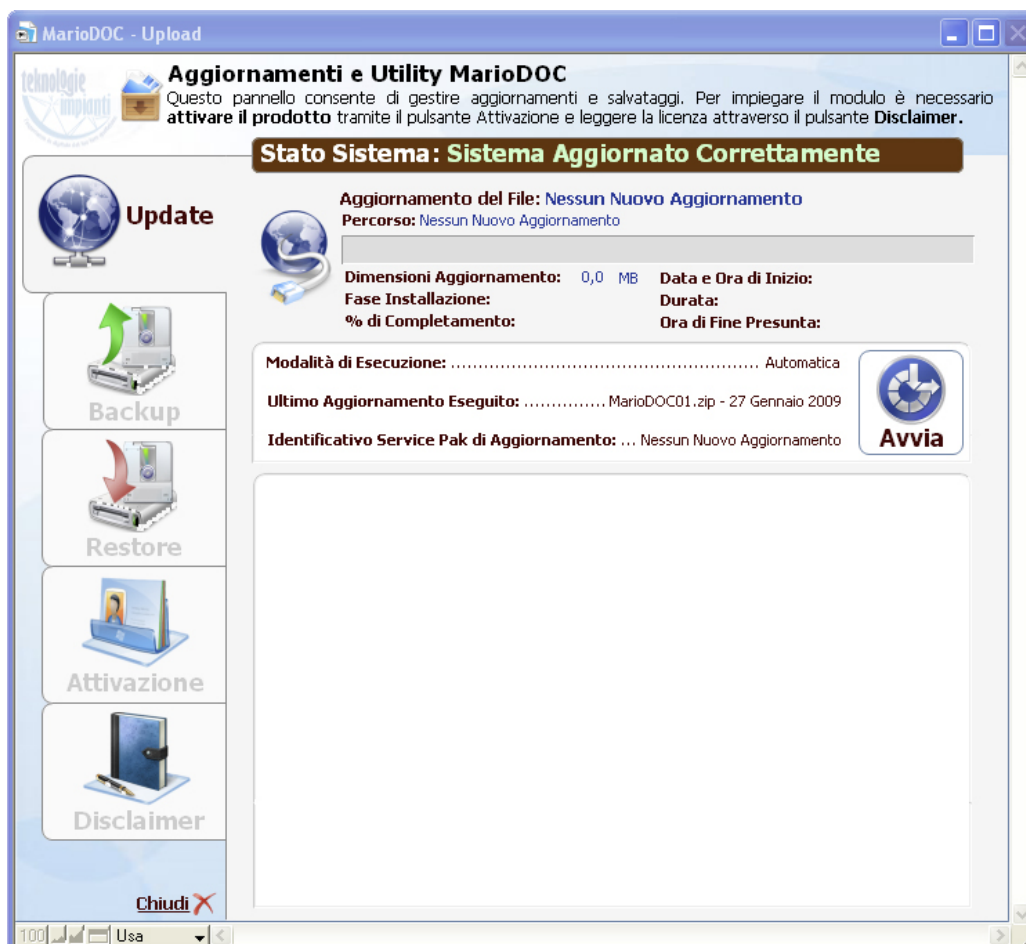 MarioDOC - Upload
teknologie
impianti
Aggiornamenti e Utility MarioDOC
Questo pannello consente di gestire aggiornamenti e salvataggi. Per impiegare il modulo è necessario
attivare il prodotto tramite il pulsante Attivazione e leggere la licenza attraverso il pulsante Disclaimer.
Stato Sistema: Sistema Aggiornato Correttamente
Update
Aggiornamento del File: Nessun Nuovo Aggiornamento
Percorso: Nessun Nuovo Aggiornamento
Dimensioni Aggiornamento: 0,0 MB Data e Ora di Inizio:
Fase Installazione: Durata:
% di Completamento: Ora di Fine Presunta:
Modalità di Esecuzione: ........................................................ Automatica
Ultimo Aggiornamento Eseguito: ............... MarioDOC01.zip - 27 Gennaio 2009
Identificativo Service Pak di Aggiornamento: ... Nessun Nuovo Aggiornamento
Avvia
Backup
Restore
Attivazione
Disclaimer
Chiudi
100 Usa